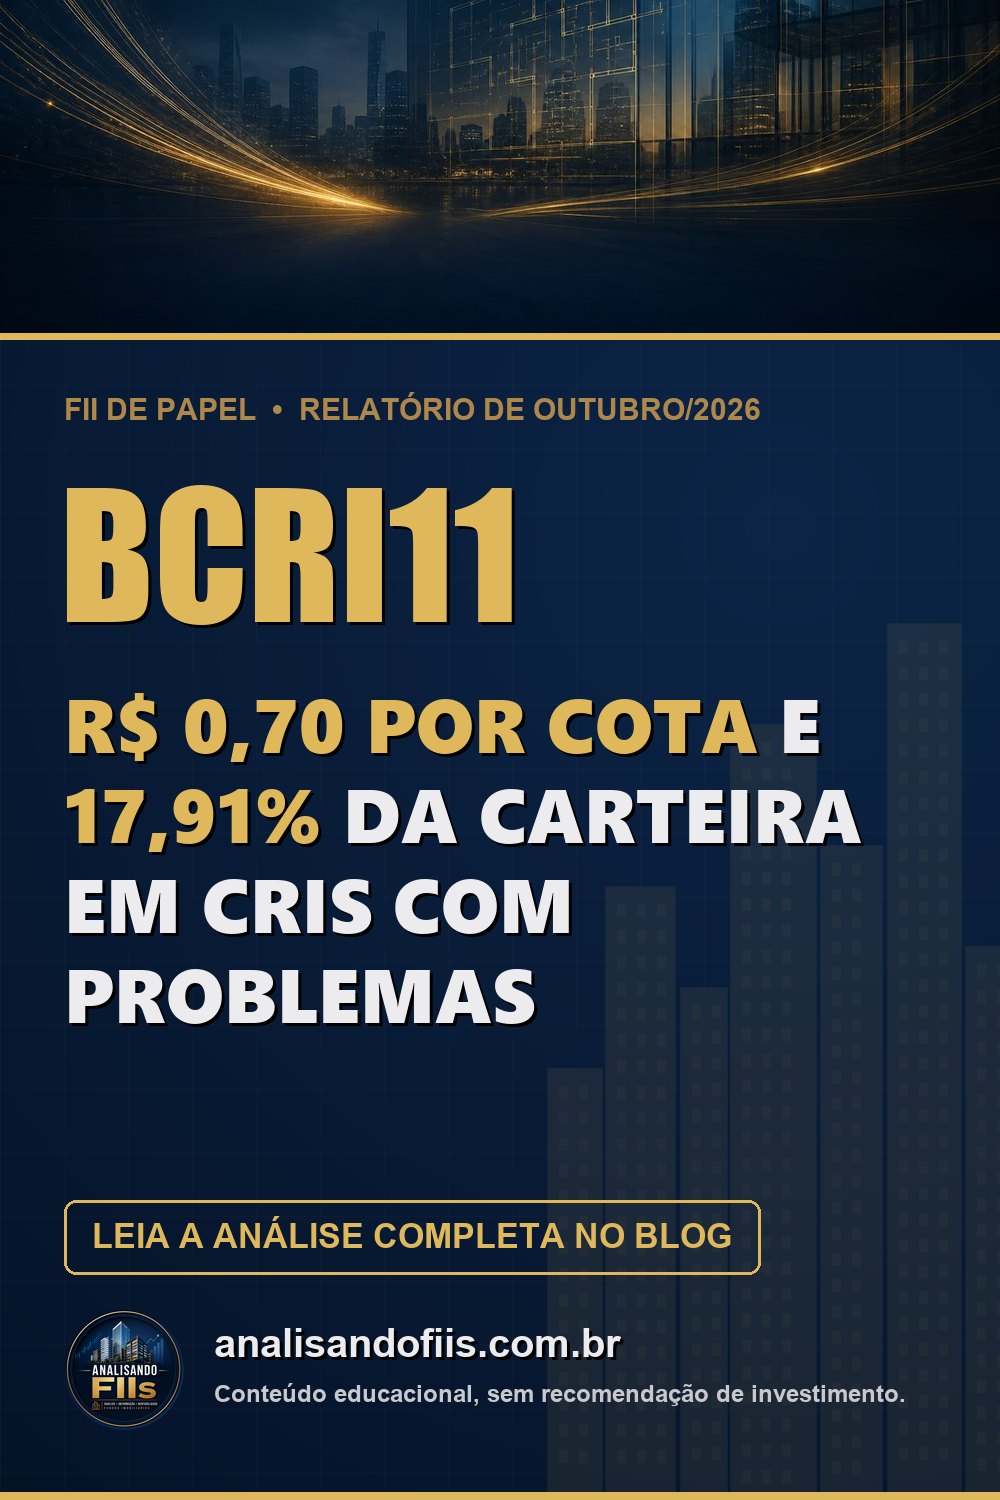 FII DE PAPEL • RELATÓRIO DE OUTUBRO/2026
BCRI11
R$ 0,70 POR COTA E
17,91% DA CARTEIRA
EM CRIS COM
PROBLEMAS
LEIA A ANÁLISE COMPLETA NO BLOG
ANALISANDO
FIIs
analisandofiis.com.br
Conteúdo educacional, sem recomendação de investimento.